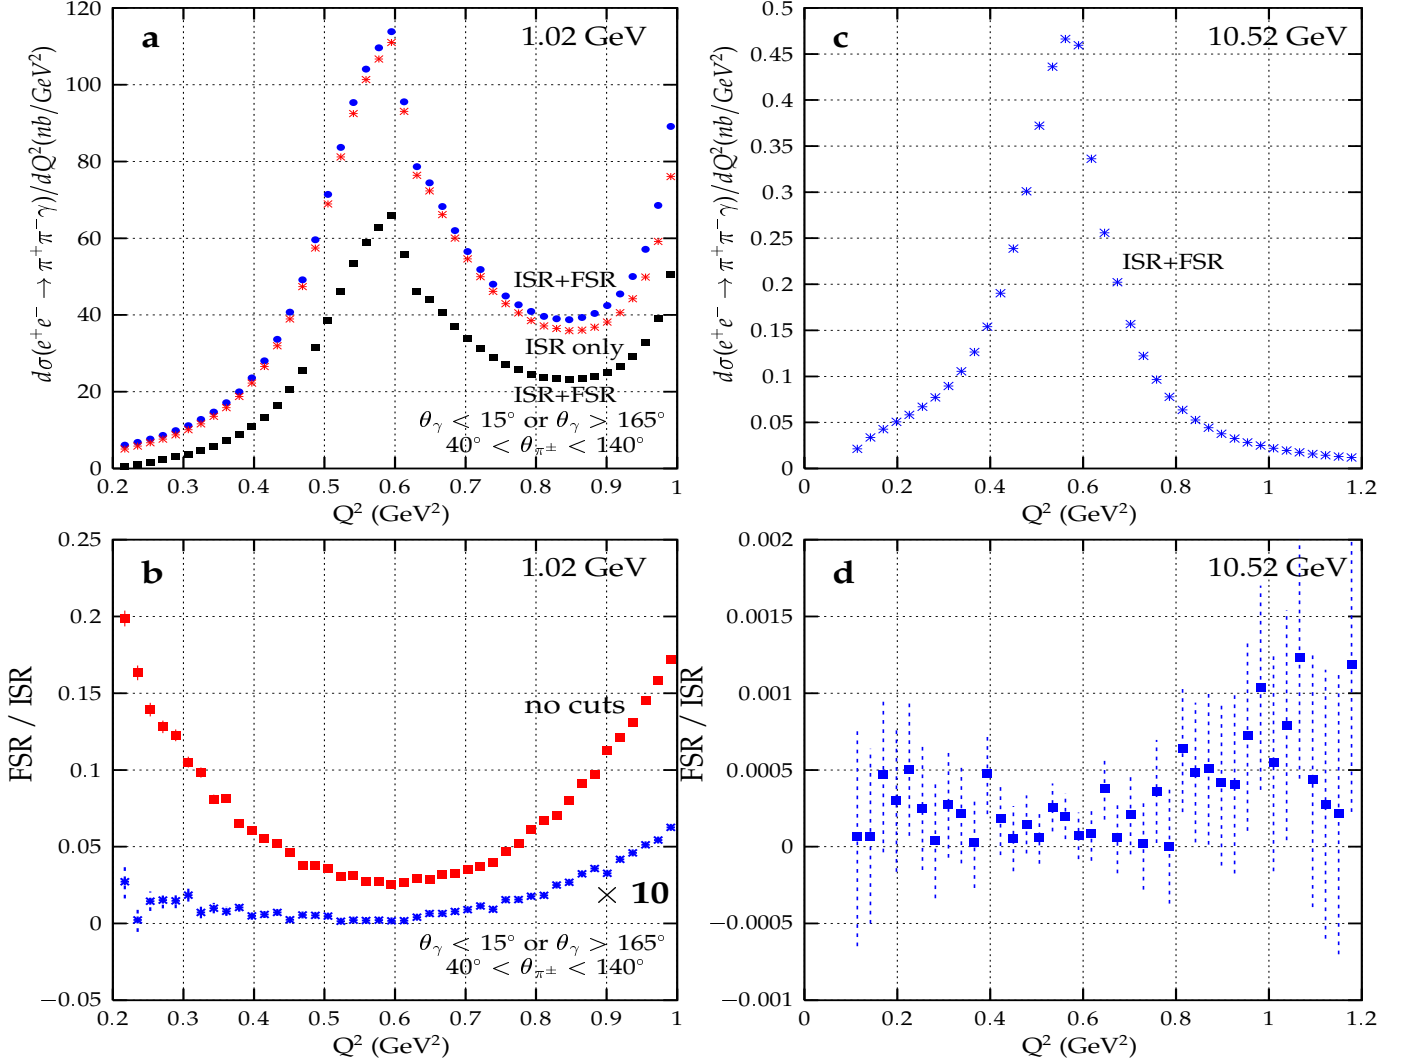 a
1.02 GeV
dσ(e⁺e⁻ → π⁺π⁻γ)/dQ²(nb/GeV²)
120
100
80
60
40
20
0
ISR+FSR
ISR only
ISR+FSR
θγ < 15° or θγ > 165°
40° < θπ± < 140°
0.2 0.3 0.4 0.5 0.6 0.7 0.8 0.9 1
Q² (GeV²)
c
10.52 GeV
dσ(e⁺e⁻ → π⁺π⁻γ)/dQ²(nb/GeV²)
0.5
0.45
0.4
0.35
0.3
0.25
0.2
0.15
0.1
0.05
0
ISR+FSR
0 0.2 0.4 0.6 0.8 1 1.2
Q² (GeV²)
b
1.02 GeV
FSR / ISR
0.25
0.2
0.15
0.1
0.05
0
−0.05
no cuts
× 10
θγ < 15° or θγ > 165°
40° < θπ± < 140°
0.2 0.3 0.4 0.5 0.6 0.7 0.8 0.9 1
Q² (GeV²)
d
10.52 GeV
FSR / ISR
0.002
0.0015
0.001
0.0005
0
−0.0005
−0.001
0 0.2 0.4 0.6 0.8 1 1.2
Q² (GeV²)